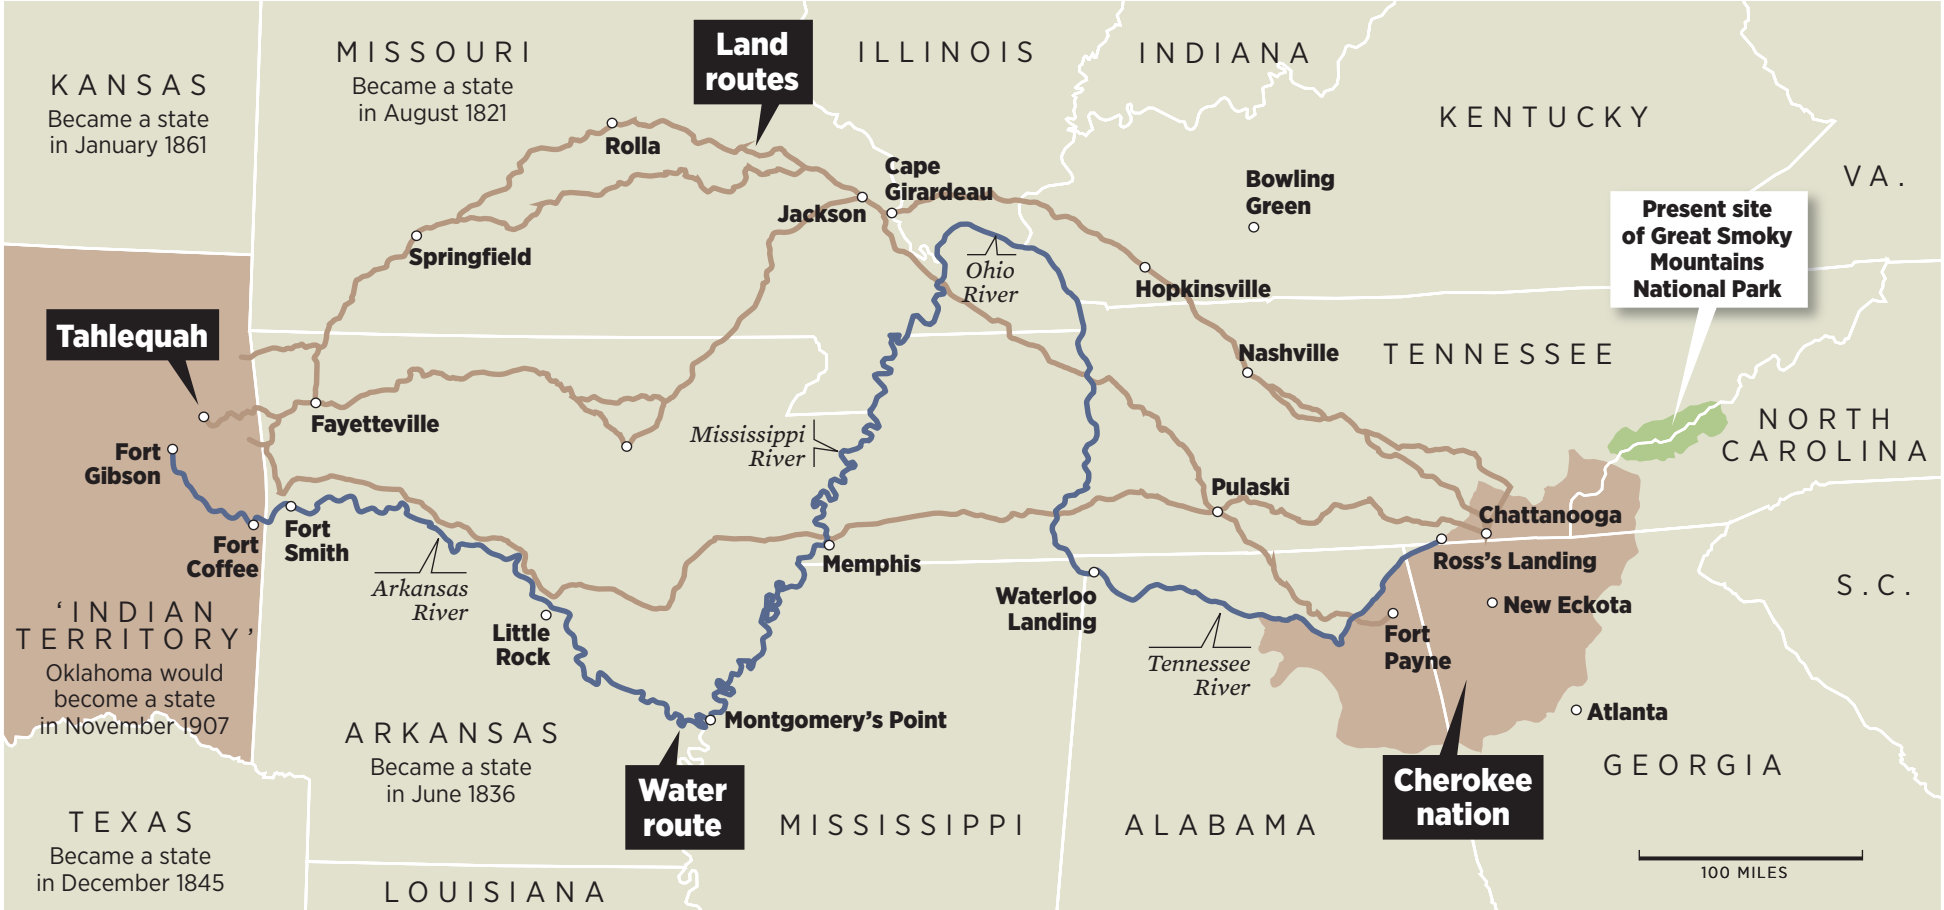 KANSAS
Became a state
in January 1861
MISSOURI
Became a state
in August 1821
Land
routes
ILLINOIS
INDIANA
KENTUCKY
VA.
Rolla
Cape
Girardeau
Jackson
Bowling
Green
Present site
of Great Smoky
Mountains
National Park
Springfield
Ohio
River
Hopkinsville
Tahlequah
Nashville
TENNESSEE
Fayetteville
Mississippi
River
NORTH
CAROLINA
Fort
Gibson
Pulaski
Fort
Smith
Chattanooga
Fort
Coffee
Memphis
Ross's Landing
Arkansas
River
Waterloo
Landing
New Eckota
S.C.
'INDIAN
TERRITORY'
Oklahoma would
become a state
in November 1907
Little
Rock
Tennessee
River
Fort
Payne
Montgomery's Point
Atlanta
ARKANSAS
Became a state
in June 1836
Water
route
Cherokee
nation
GEORGIA
TEXAS
Became a state
in December 1845
MISSISSIPPI
ALABAMA
100 MILES
LOUISIANA